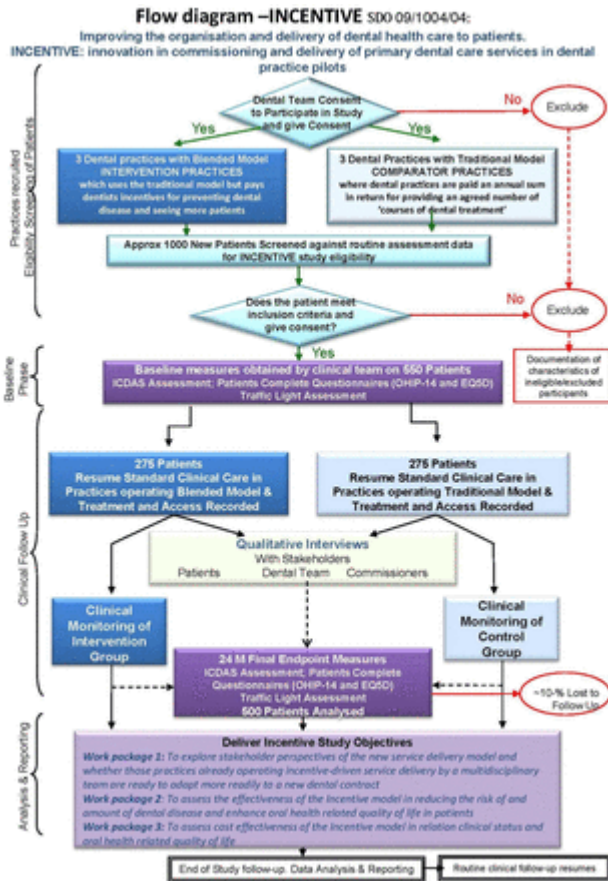 Flow diagram –INCENTIVE SDO 09/1004/04:
Improving the organisation and delivery of dental health care to patients.
INCENTIVE: innovation in commissioning and delivery of primary dental care services in dental
practice pilots
Practices recruited
Eligibility Screening of Patients
Dental Team Consent
to Participate in Study
and give Consent
No
Exclude
Yes
Yes
3 Dental practices with Blended Model
INTERVENTION PRACTICES
which uses the traditional model but pays
dentists incentives for preventing dental
disease and seeing more patients
3 Dental Practices with Traditional Model
COMPARATOR PRACTICES
where dental practices are paid an annual sum
in return for providing an agreed number of
'courses of dental treatment'
Approx 1000 New Patients Screened against routine assessment data
for INCENTIVE study eligibility
Does the patient meet
inclusion criteria and
give consent?
No
Exclude
Yes
Documentation of
characteristics of
ineligible/excluded
participants
Baseline
Phase
Baseline measures obtained by clinical team on 550 Patients
ICDAS Assessment; Patients Complete Questionnaires (OHIP-14 and EQ5D)
Traffic Light Assessment
Clinical Follow Up
275 Patients
Resume Standard Clinical Care in
Practices operating Blended Model &
Treatment and Access Recorded
275 Patients
Resume Standard Clinical Care in
Practices operating Traditional Model &
Treatment and Access Recorded
Qualitative Interviews
With Stakeholders
Patients Dental Team Commissioners
Clinical
Monitoring of
Intervention
Group
Clinical
Monitoring of
Control
Group
24 M Final Endpoint Measures
ICDAS Assessment; Patients Complete
Questionnaires (OHIP-14 and EQ5D)
Traffic Light Assessment
500 Patients Analysed
~10-% Lost to
Follow Up
Analysis & Reporting
Deliver Incentive Study Objectives
Work package 1: To explore stakeholder perspectives of the new service delivery model and
whether those practices already operating incentive-driven service delivery by a multidisciplinary
team are ready to adapt more readily to a new dental contract
Work package 2: To assess the effectiveness of the Incentive model in reducing the risk of and
amount of dental disease and enhance oral health related quality of life in patients
Work package 3: To assess cost effectiveness of the Incentive model in relation clinical status and
oral health related quality of life
End of Study follow-up. Data Analysis & Reporting
Routine clinical follow-up resumes